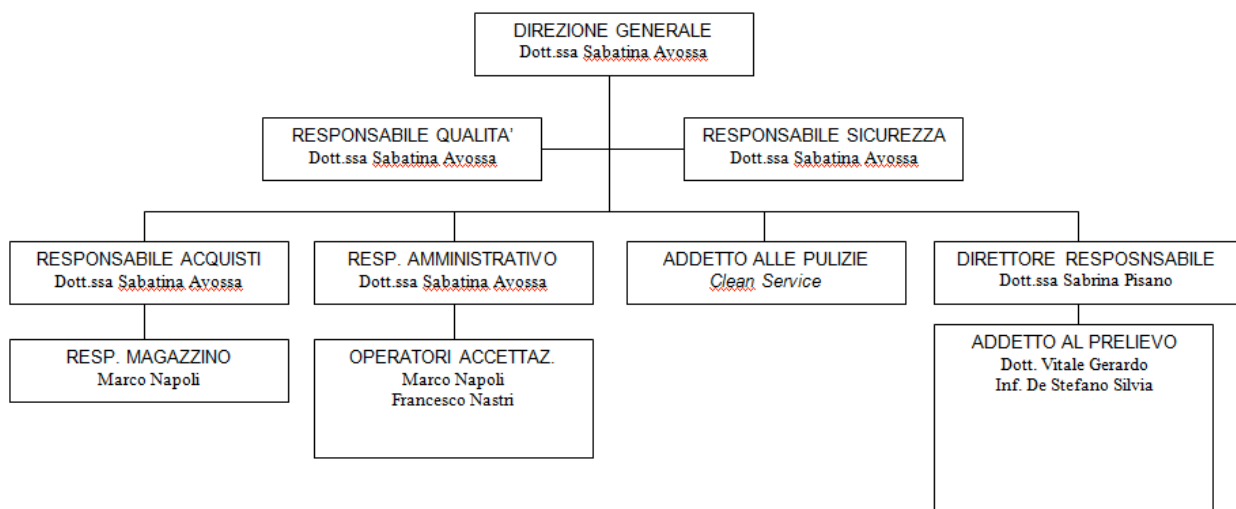 DIREZIONE GENERALE
Dott.ssa Sabatina Avossa
RESPONSABILE QUALITA'
Dott.ssa Sabatina Avossa
RESPONSABILE SICUREZZA
Dott.ssa Sabatina Avossa
RESPONSABILE ACQUISTI
Dott.ssa Sabatina Avossa
RESP. AMMINISTRATIVO
Dott.ssa Sabatina Avossa
ADDETTO ALLE PULIZIE
Clean Service
DIRETTORE RESPOSNSABILE
Dott.ssa Sabrina Pisano
RESP. MAGAZZINO
Marco Napoli
OPERATORI ACCETTAZ.
Marco Napoli
Francesco Nastri
ADDETTO AL PRELIEVO
Dott. Vitale Gerardo
Inf. De Stefano Silvia